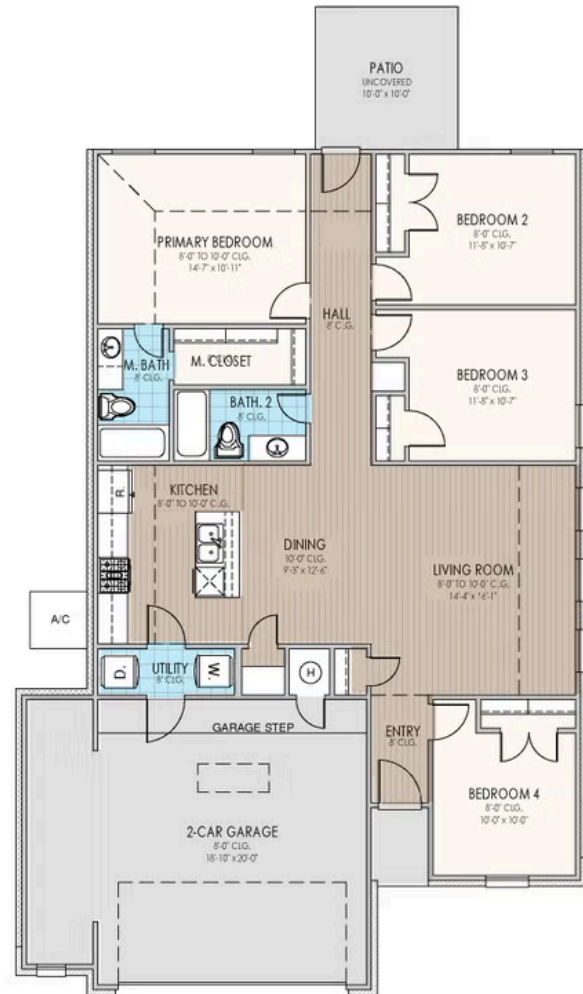 PATIO
UNCOVERED
10'-0" x 10'-0"
PRIMARY BEDROOM
8'-0" TO 10'-0" CLG.
14'-7" x 10'-11"
BEDROOM 2
8'-0" CLG.
11'-8" x 10'-7"
HALL
8' C.G.
M. BATH
8' CLG.
M. CLOSET
BATH. 2
8' CLG.
BEDROOM 3
8'-0" CLG.
11'-8" x 10'-7"
R.
KITCHEN
8'-0" TO 10'-0" C.G.
DINING
10'-0" CLG.
9'-3" x 12'-6"
LIVING ROOM
8'-0" TO 10'-0" C.G.
14'-4" x 16'-1"
A/C
D.
UTILITY
8' CLG.
W.
H
GARAGE STEP
ENTRY
8' CLG.
2-CAR GARAGE
8'-0" CLG.
18'-10" x 20'-0"
BEDROOM 4
8'-0" CLG.
10'-0" x 10'-0"